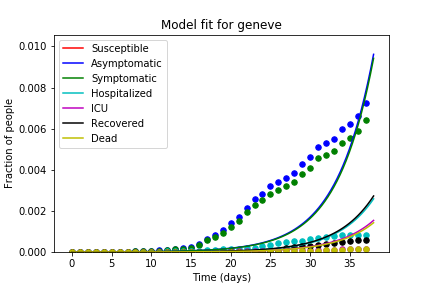 Model fit for geneve
0.010
0.008
0.006
0.004
0.002
0.000
Fraction of people
Susceptible
Asymptomatic
Symptomatic
Hospitalized
ICU
Recovered
Dead
0 5 10 15 20 25 30 35
Time (days)